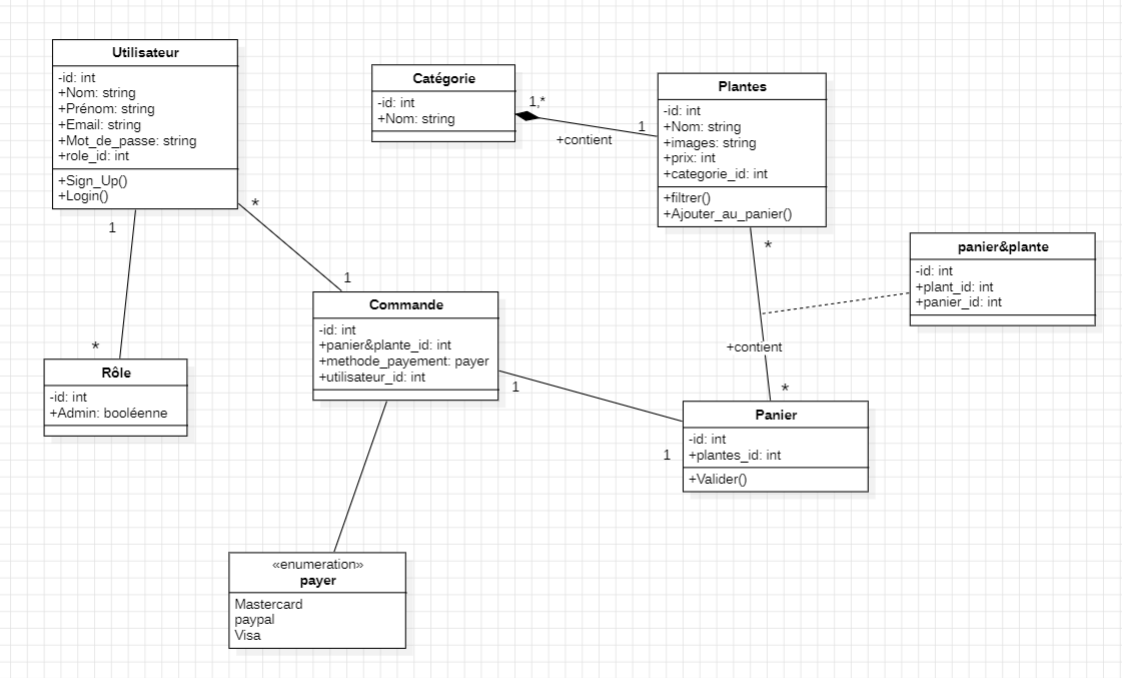 Utilisateur
-id: int
+Nom: string
+Prénom: string
+Email: string
+Mot_de_passe: string
+role_id: int
+Sign_Up()
+Login()
Catégorie
-id: int
+Nom: string
1,*
+contient
1
Plantes
-id: int
+Nom: string
+images: string
+prix: int
+categorie_id: int
+filtrer()
+Ajouter_au_panier()
1
*
*
1
*
panier&plante
-id: int
+plant_id: int
+panier_id: int
+contient
*
Rôle
-id: int
+Admin: booléenne
Commande
-id: int
+panier&plante_id: int
+methode_payement: payer
+utilisateur_id: int
1
1
Panier
-id: int
+plantes_id: int
+Valider()
«enumeration»
payer
Mastercard
paypal
Visa